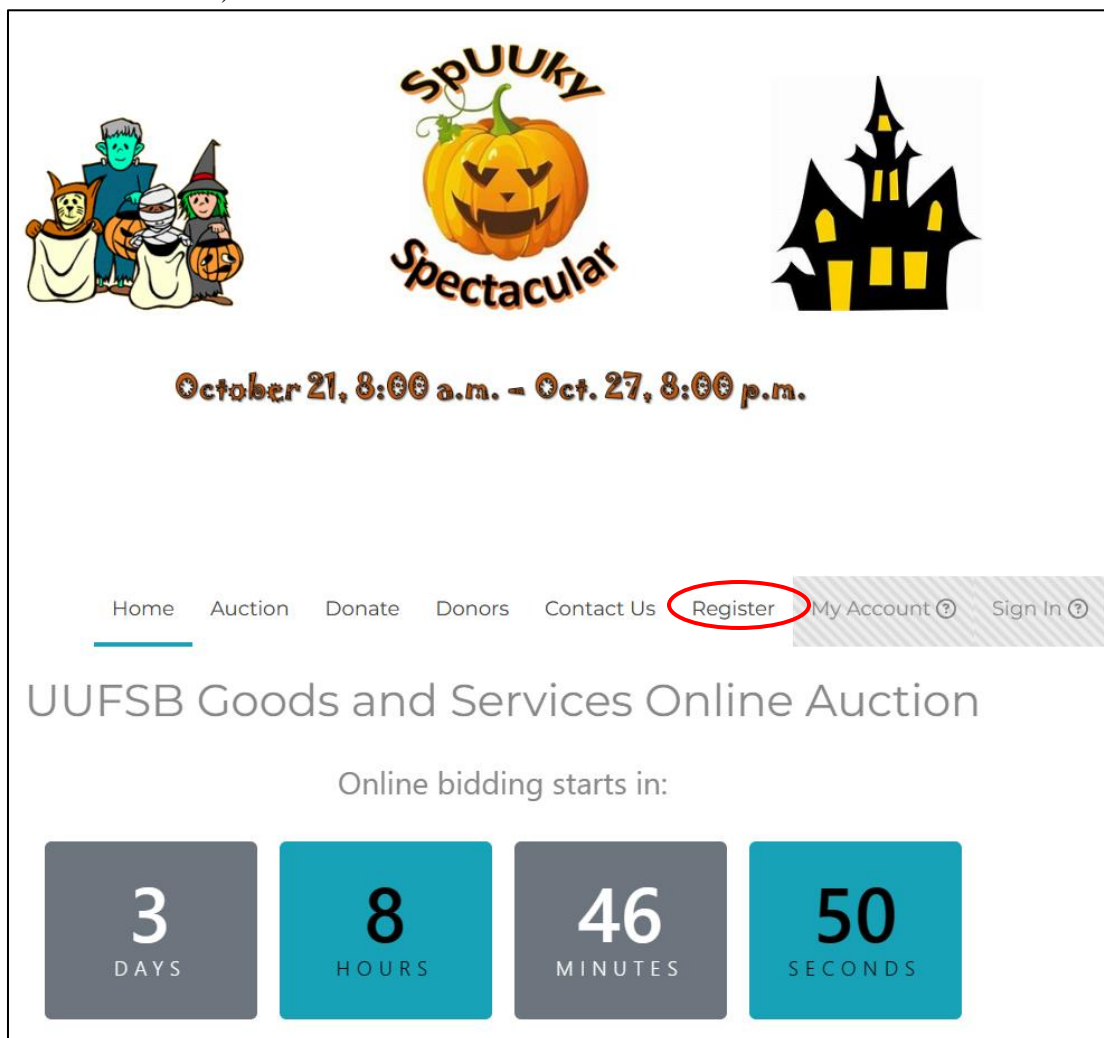 SpUUky
Spectacular
October 21, 8:00 a.m. – Oct. 27, 8:00 p.m.
Home Auction Donate Donors Contact Us Register My Account ? Sign In ?
UUFSB Goods and Services Online Auction
Online bidding starts in:
3 8 46 50
DAYS HOURS MINUTES SECONDS